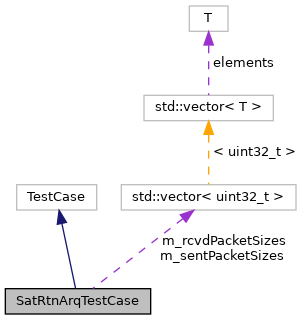 T
elements
std::vector< T >
< uint32_t >
TestCase
std::vector< uint32_t >
m_rcvdPacketSizes
m_sentPacketSizes
SatRtnArqTestCase